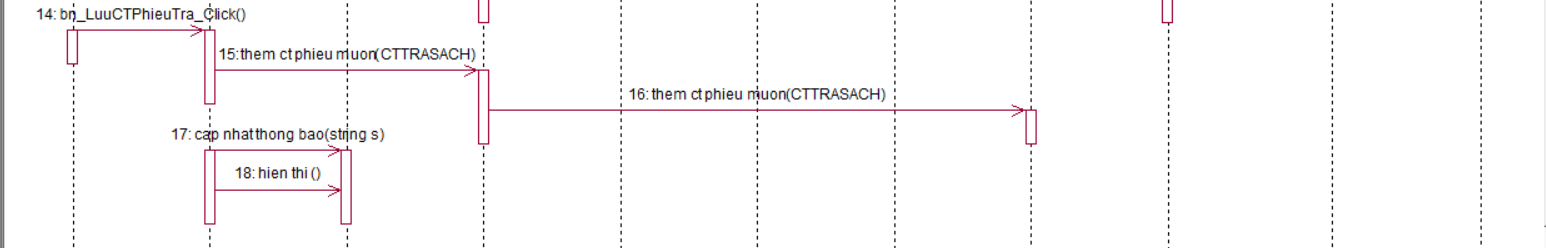 14: bn_LuuCTPhieuTra_Click()
15: them ct phieu muon(CTTRASACH)
16: them ct phieu muon(CTTRASACH)
17: cap nhat thong bao(string s)
18: hien thi ()